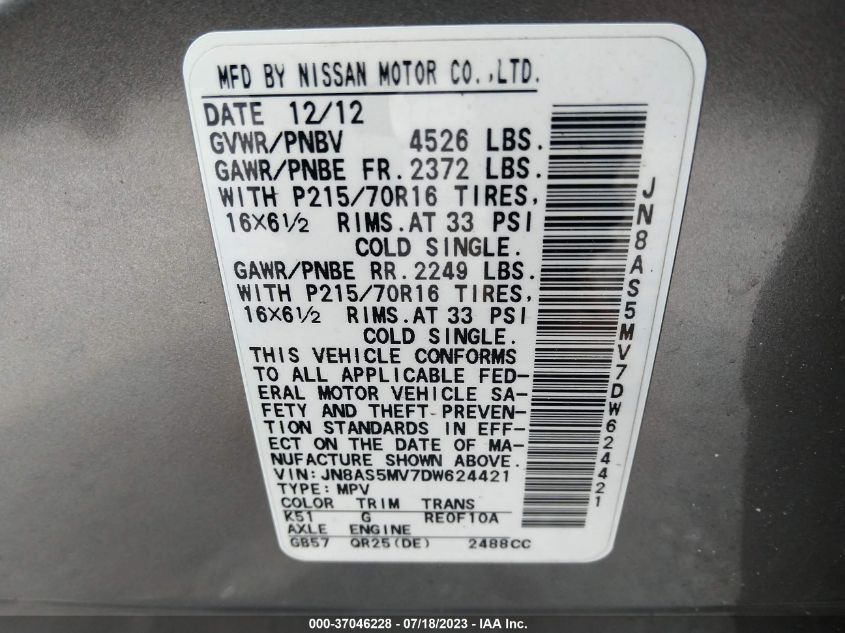 MFD BY NISSAN MOTOR CO.,LTD.
DATE 12/12
GVWR/PNBV 4526 LBS.
GAWR/PNBE FR. 2372 LBS.
WITH P215/70R16 TIRES,
16X6½ RIMS. AT 33 PSI
COLD SINGLE.
GAWR/PNBE RR. 2249 LBS.
WITH P215/70R16 TIRES,
16X6½ RIMS. AT 33 PSI
COLD SINGLE.
THIS VEHICLE CONFORMS
TO ALL APPLICABLE FED-
ERAL MOTOR VEHICLE SA-
FETY AND THEFT-PREVEN-
TION STANDARDS IN EFF-
ECT ON THE DATE OF MA-
NUFACTURE SHOWN ABOVE.
VIN: JN8AS5MV7DW624421
TYPE: MPV
COLOR TRIM TRANS
K51 G RE0F10A
AXLE ENGINE
GB57 QR25(DE) 2488CC
JN8AS5MV7DW624421
000-37046228 - 07/18/2023 - IAA Inc.